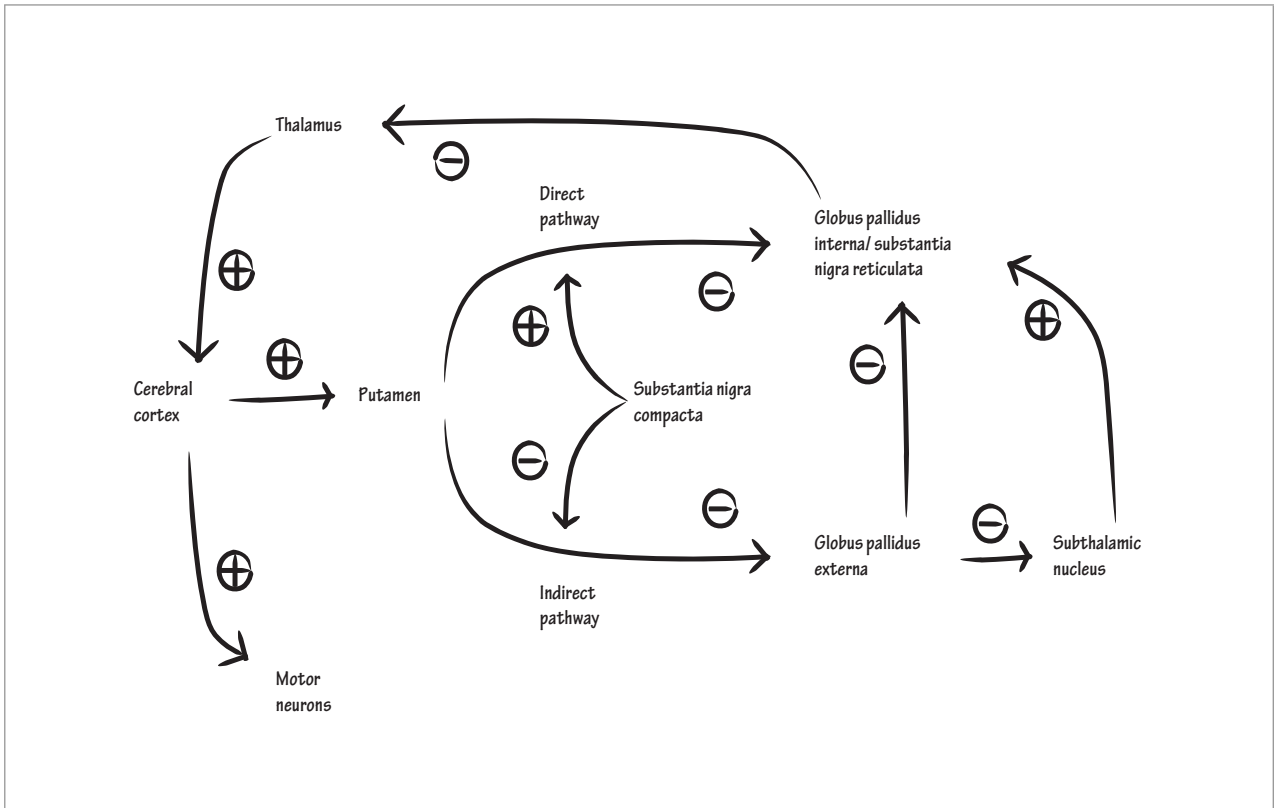 Thalamus
Direct
pathway
Globus pallidus
interna/ substantia
nigra reticulata
Cerebral
cortex
Putamen
Substantia nigra
compacta
Globus pallidus
externa
Subthalamic
nucleus
Indirect
pathway
Motor
neurons